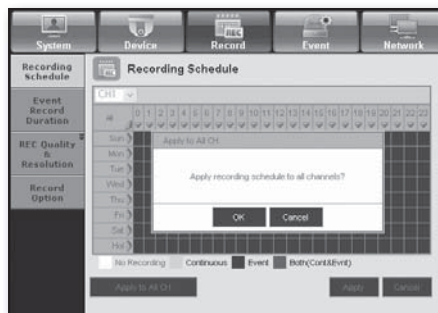 System Device Record Event Network
REC
Recording
Schedule
Event
Record
Duration
REC Quality
&
Resolution
Record
Option
Recording Schedule
CH1
All 0 1 2 3 4 5 6 7 8 9 10 11 12 13 14 15 16 17 18 19 20 21 22 23
Sun
Mon
Tue
Wed
Thu
Fri
Sat
Hol
Apply to All CH.
Apply recording schedule to all channels?
OK Cancel
No Recording Continuous Event Both(Cont&Evnt)
Apply to All CH Apply Cancel